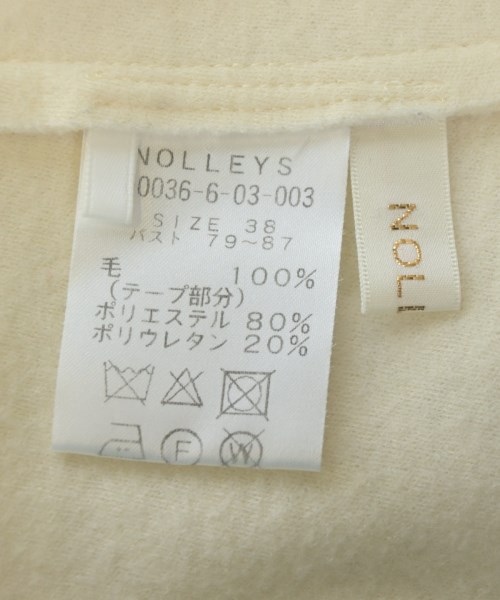 NOLLEYS
0036-6-03-003
SIZE 38
バスト 79~87
毛 100%
(テープ部分)
ポリエステル 80%
ポリウレタン 20%
F W
NOLL